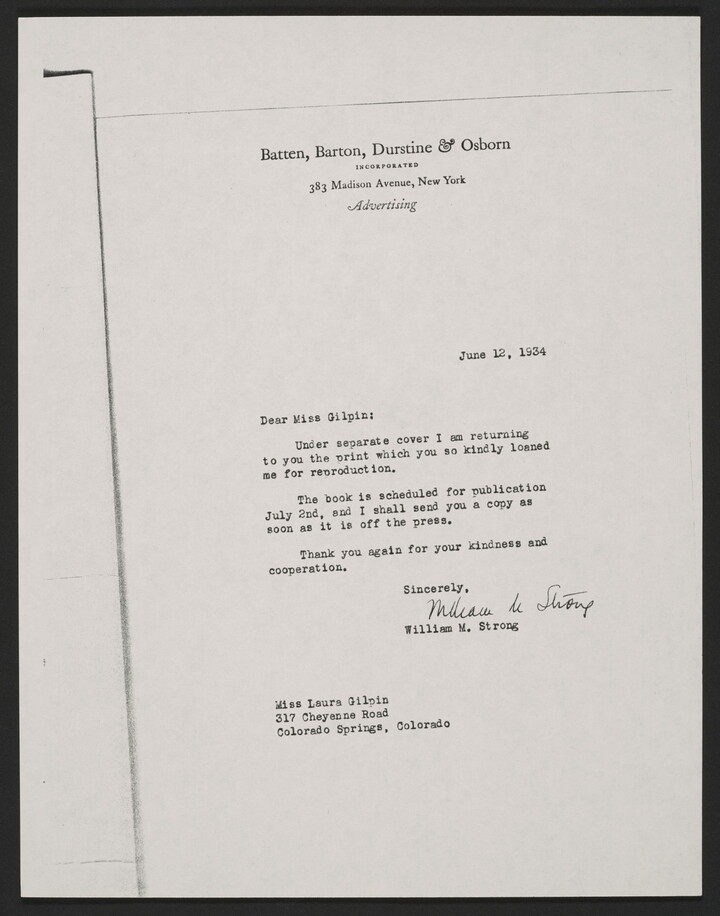 Batten, Barton, Durstine & Osborn
INCORPORATED
383 Madison Avenue, New York
Advertising
June 12, 1934
Dear Miss Gilpin:
Under separate cover I am returning
to you the print which you so kindly loaned
me for reproduction.
The book is scheduled for publication
July 2nd, and I shall send you a copy as
soon as it is off the press.
Thank you again for your kindness and
cooperation.
Sincerely,
William M Strong
William M. Strong
Miss Laura Gilpin
317 Cheyenne Road
Colorado Springs, Colorado